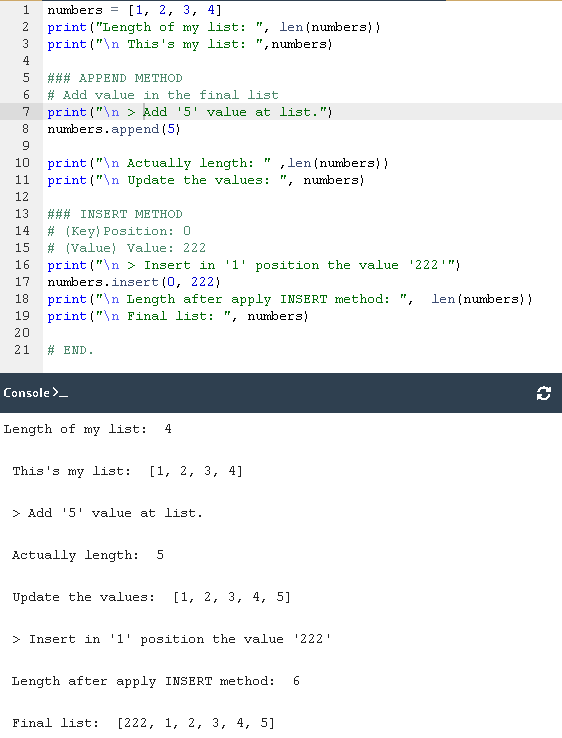 1 numbers = [1, 2, 3, 4]
2 print("Length of my list: ", len(numbers))
3 print("\n This's my list: ",numbers)
4
5 ### APPEND METHOD
6 # Add value in the final list
7 print("\n > Add '5' value at list.")
8 numbers.append(5)
9
10 print("\n Actually length: " ,len(numbers))
11 print("\n Update the values: ", numbers)
12
13 ### INSERT METHOD
14 # (Key)Position: 0
15 # (Value) Value: 222
16 print("\n > Insert in '1' position the value '222'")
17 numbers.insert(0, 222)
18 print("\n Length after apply INSERT method: ",  len(numbers))
19 print("\n Final list: ", numbers)
20
21 # END.
Console>_
Length of my list:  4
This's my list:  [1, 2, 3, 4]
> Add '5' value at list.
Actually length:  5
Update the values:  [1, 2, 3, 4, 5]
> Insert in '1' position the value '222'
Length after apply INSERT method:  6
Final list:  [222, 1, 2, 3, 4, 5]